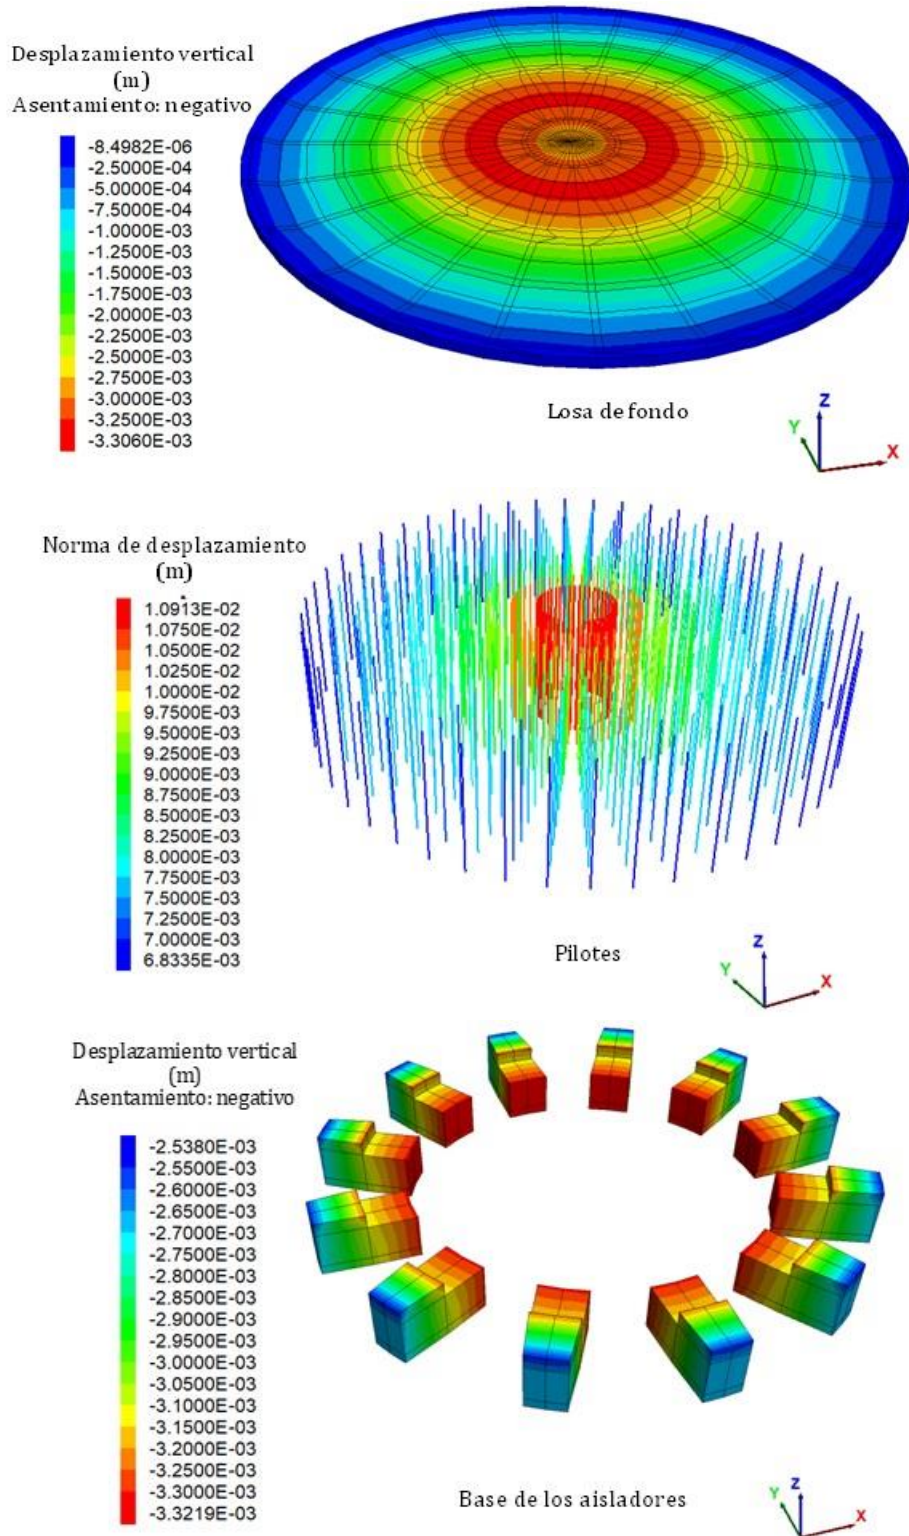 Desplazamiento vertical
(m)
Asentamiento: negativo
-8.4982E-06
-2.5000E-04
-5.0000E-04
-7.5000E-04
-1.0000E-03
-1.2500E-03
-1.5000E-03
-1.7500E-03
-2.0000E-03
-2.2500E-03
-2.5000E-03
-2.7500E-03
-3.0000E-03
-3.2500E-03
-3.3060E-03
Losa de fondo
Z
Y
X
Norma de desplazamiento
(m)
1.0913E-02
1.0750E-02
1.0500E-02
1.0250E-02
1.0000E-02
9.7500E-03
9.5000E-03
9.2500E-03
9.0000E-03
8.7500E-03
8.5000E-03
8.2500E-03
8.0000E-03
7.7500E-03
7.5000E-03
7.2500E-03
7.0000E-03
6.8335E-03
Pilotes
Z
Y
X
Desplazamiento vertical
(m)
Asentamiento: negativo
-2.5380E-03
-2.5500E-03
-2.6000E-03
-2.6500E-03
-2.7000E-03
-2.7500E-03
-2.8000E-03
-2.8500E-03
-2.9000E-03
-2.9500E-03
-3.0000E-03
-3.0500E-03
-3.1000E-03
-3.1500E-03
-3.2000E-03
-3.2500E-03
-3.3000E-03
-3.3219E-03
Base de los aisladores
Z
Y
X